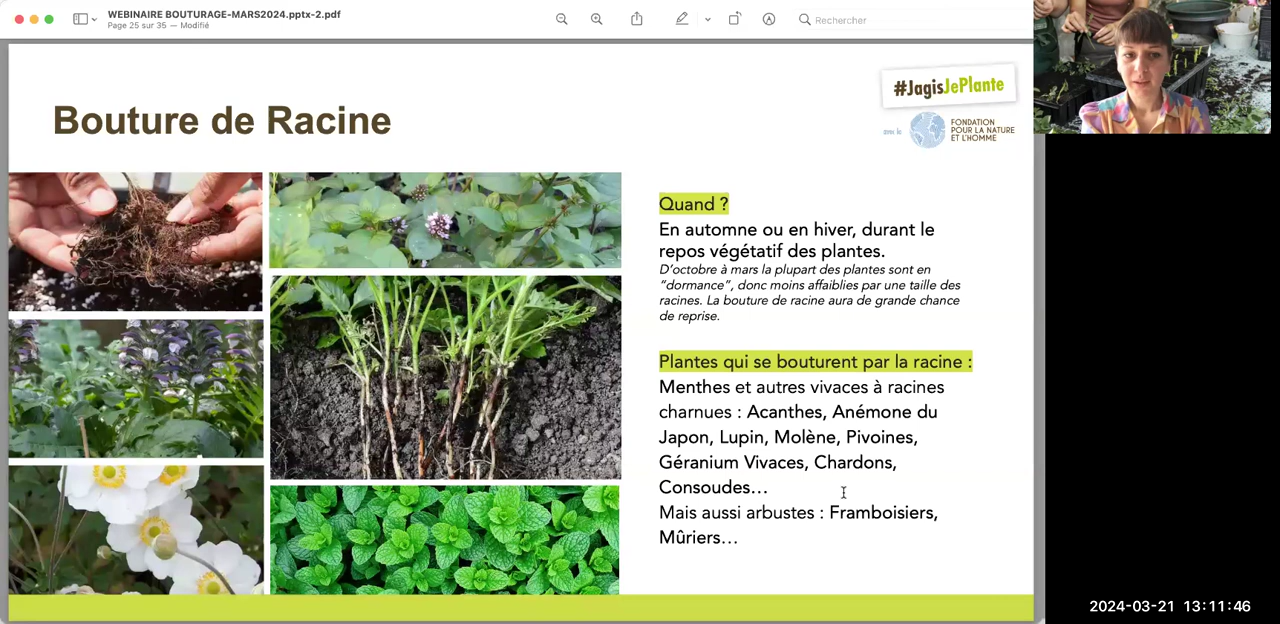 WEBINAIRE BOUTURAGE-MARS2024.pptx-2.pdf
Page 25 sur 35 — Modifié
Rechercher
#JagisJePlante
avec la
FONDATION
POUR LA NATURE
ET L'HOMME
Bouture de Racine
Quand ?
En automne ou en hiver, durant le
repos végétatif des plantes.
D'octobre à mars la plupart des plantes sont en
"dormance", donc moins affaiblies par une taille des
racines. La bouture de racine aura de grande chance
de reprise.
Plantes qui se bouturent par la racine :
Menthes et autres vivaces à racines
charnues : Acanthes, Anémone du
Japon, Lupin, Molène, Pivoines,
Géranium Vivaces, Chardons,
Consoudes...
Mais aussi arbustes : Framboisiers,
Mûriers...
2024-03-21 13:11:46